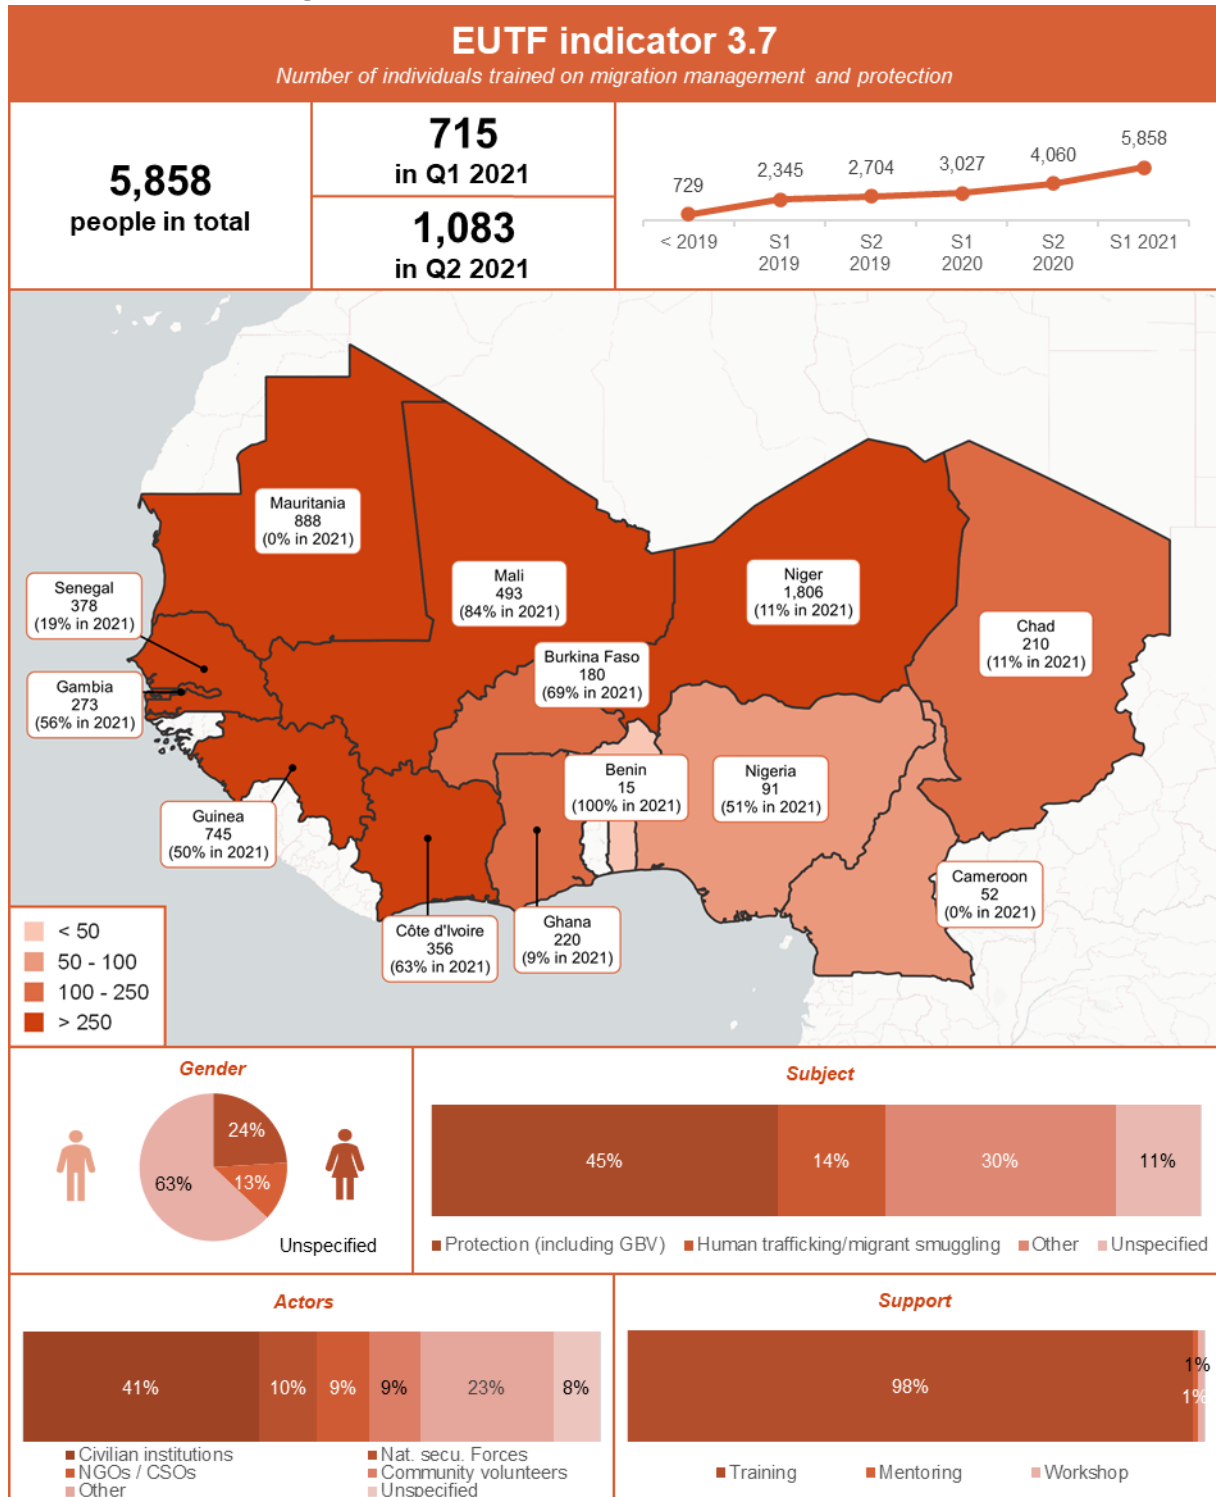 EUTF indicator 3.7
Number of individuals trained on migration management and protection
5,858
people in total
715
in Q1 2021
1,083
in Q2 2021
729
2,345
2,704
3,027
4,060
5,858
< 2019
S1
2019
S2
2019
S1
2020
S2
2020
S1 2021
Mauritania
888
(0% in 2021)
Mali
493
(84% in 2021)
Niger
1,806
(11% in 2021)
Chad
210
(11% in 2021)
Senegal
378
(19% in 2021)
Gambia
273
(56% in 2021)
Burkina Faso
180
(69% in 2021)
Benin
15
(100% in 2021)
Nigeria
91
(51% in 2021)
Guinea
745
(50% in 2021)
Cameroon
52
(0% in 2021)
Côte d'Ivoire
356
(63% in 2021)
Ghana
220
(9% in 2021)
< 50
50 - 100
100 - 250
> 250
Gender
24%
13%
63%
Unspecified
Subject
45%
14%
30%
11%
Protection (including GBV)
Human trafficking/migrant smuggling
Other
Unspecified
Actors
41%
10%
9%
9%
23%
8%
Civilian institutions
Nat. secu. Forces
NGOs / CSOs
Community volunteers
Other
Unspecified
Support
98%
1%
1%
Training
Mentoring
Workshop